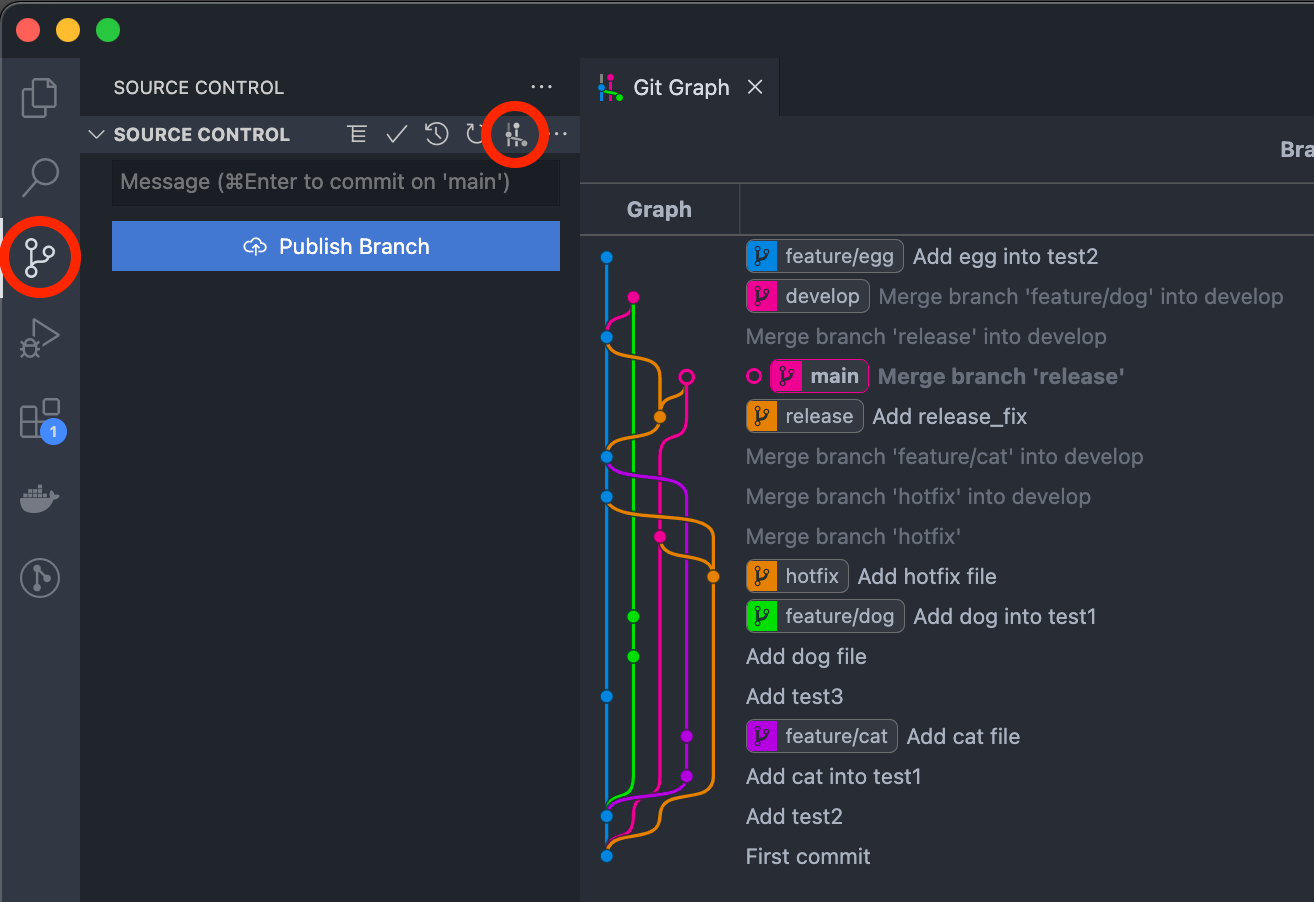 SOURCE CONTROL
SOURCE CONTROL
Message (⌘Enter to commit on 'main')
Publish Branch
1
Git Graph
Graph
feature/egg Add egg into test2
develop Merge branch 'feature/dog' into develop
Merge branch 'release' into develop
main Merge branch 'release'
release Add release_fix
Merge branch 'feature/cat' into develop
Merge branch 'hotfix' into develop
Merge branch 'hotfix'
hotfix Add hotfix file
feature/dog Add dog into test1
Add dog file
Add test3
feature/cat Add cat file
Add cat into test1
Add test2
First commit